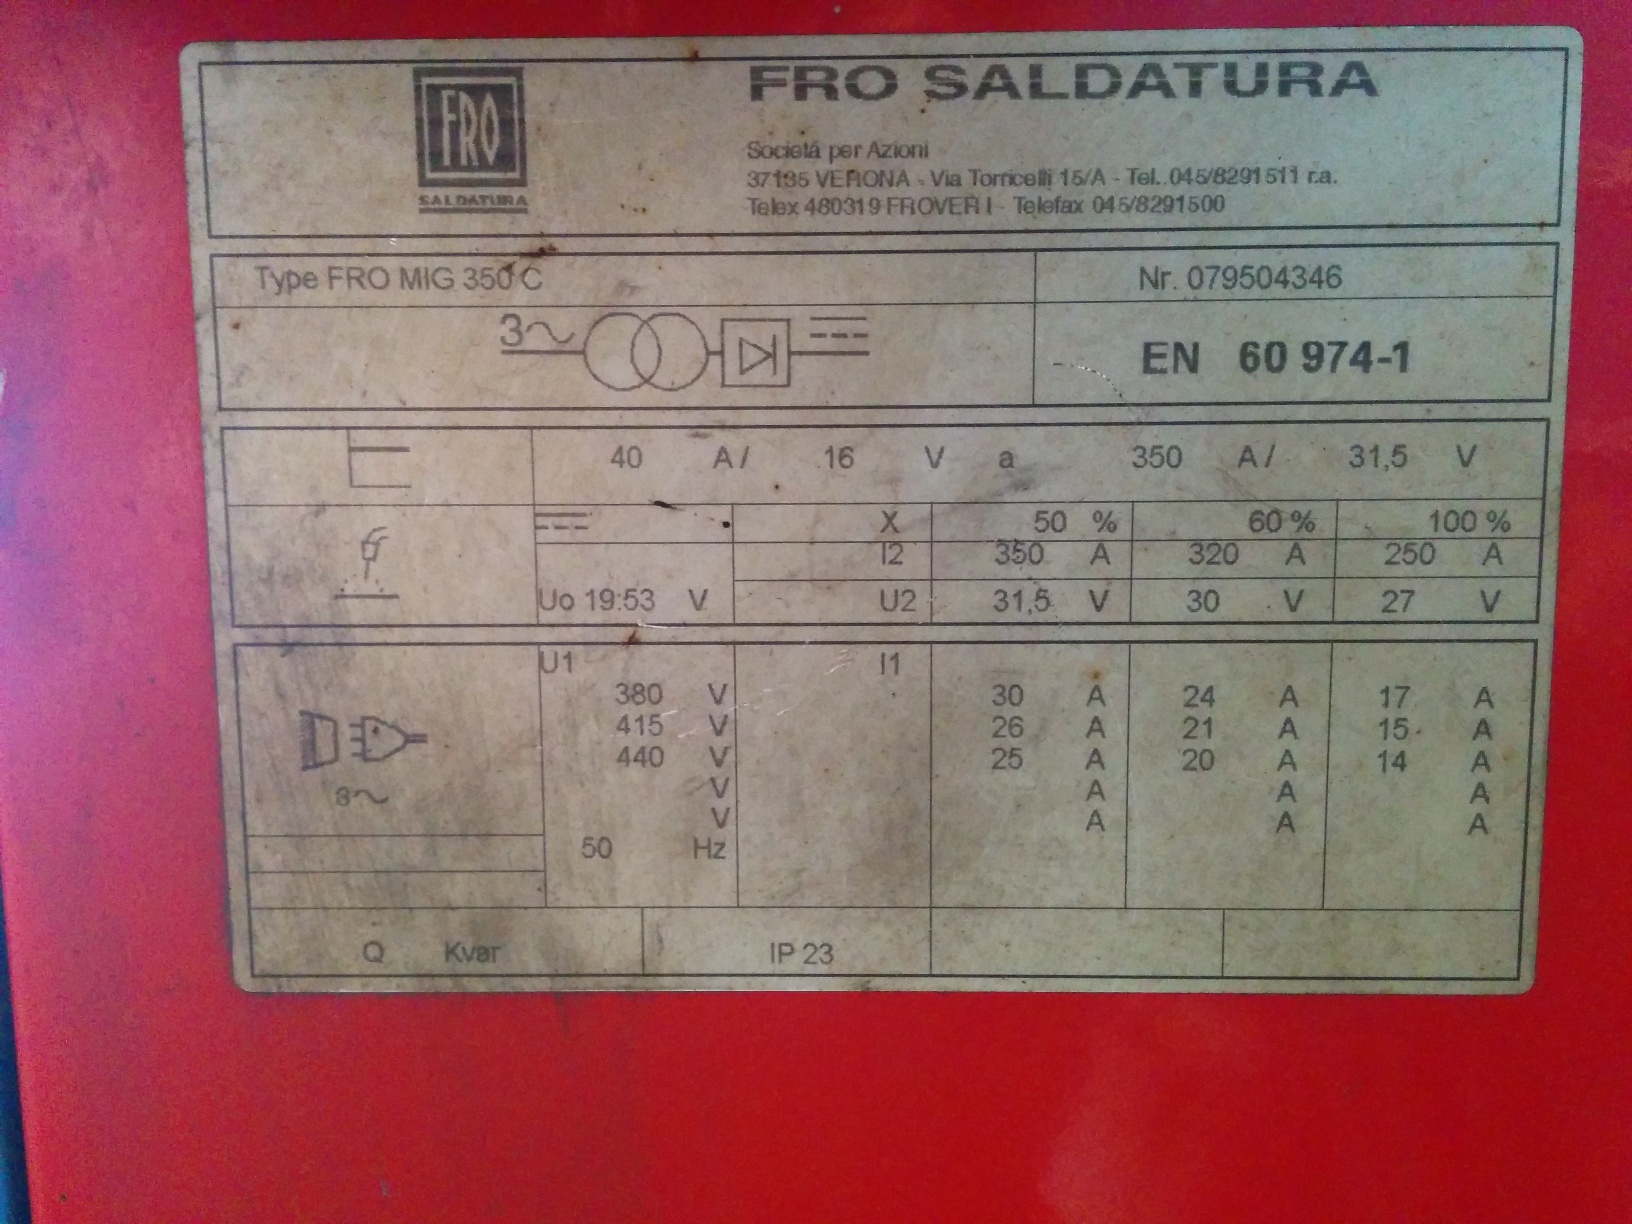 FRO
SALDATURA
FRO SALDATURA
Societá per Azioni
37135 VERONA - Via Torricelli 15/A - Tel. 045/8291511 r.a.
Telex 480319 FROVER I - Telefax 045/8291500
Type FRO MIG 350 C
Nr. 079504346
3~
EN 60 974-1
40 A / 16 V a 350 A / 31,5 V
X 50 % 60 % 100 %
I2 350 A 320 A 250 A
Uo 19:53 V U2 31,5 V 30 V 27 V
U1 I1
380 V 30 A 24 A 17 A
415 V 26 A 21 A 15 A
440 V 25 A 20 A 14 A
V A A A
3~
V A A A
50 Hz
Q Kvar IP 23